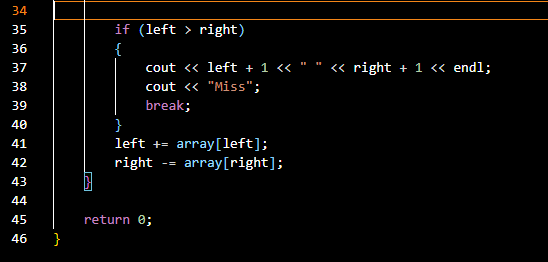 34
35 if (left > right)
36 {
37 cout << left + 1 << " " << right + 1 << endl;
38 cout << "Miss";
39 break;
40 }
41 left += array[left];
42 right -= array[right];
43 }
44
45 return 0;
46 }